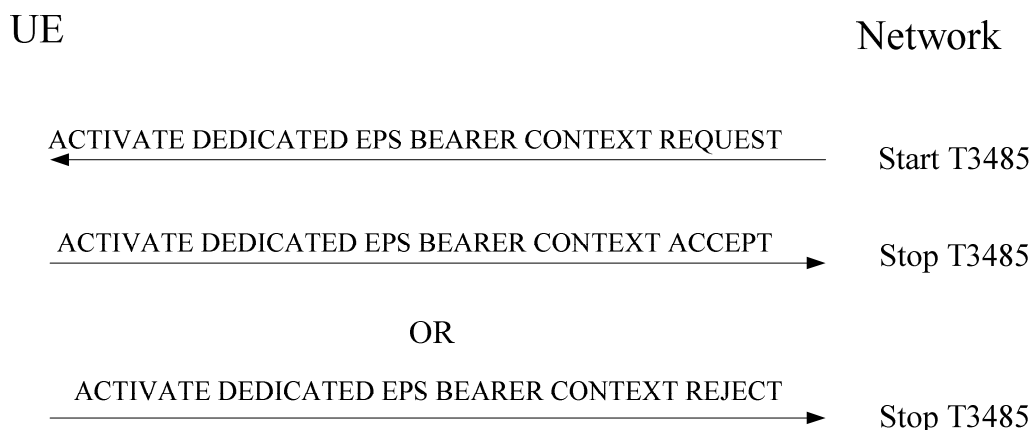 UE
Network
ACTIVATE DEDICATED EPS BEARER CONTEXT REQUEST
Start T3485
ACTIVATE DEDICATED EPS BEARER CONTEXT ACCEPT
Stop T3485
OR
ACTIVATE DEDICATED EPS BEARER CONTEXT REJECT
Stop T3485